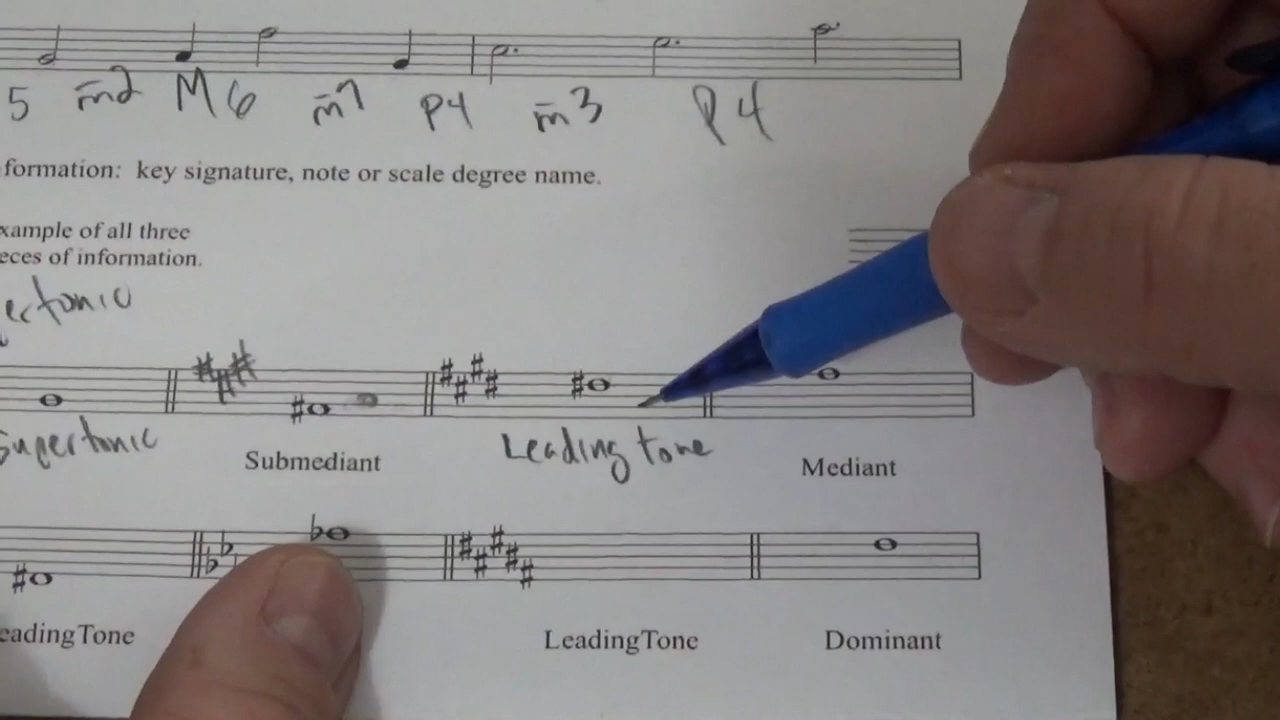 5 m2 M6 m7 P4 m3 P4
formation: key signature, note or scale degree name.
xample of all three
eces of information.
ertonic
Supertonic Submediant Leading tone Mediant
eadingTone LeadingTone Dominant